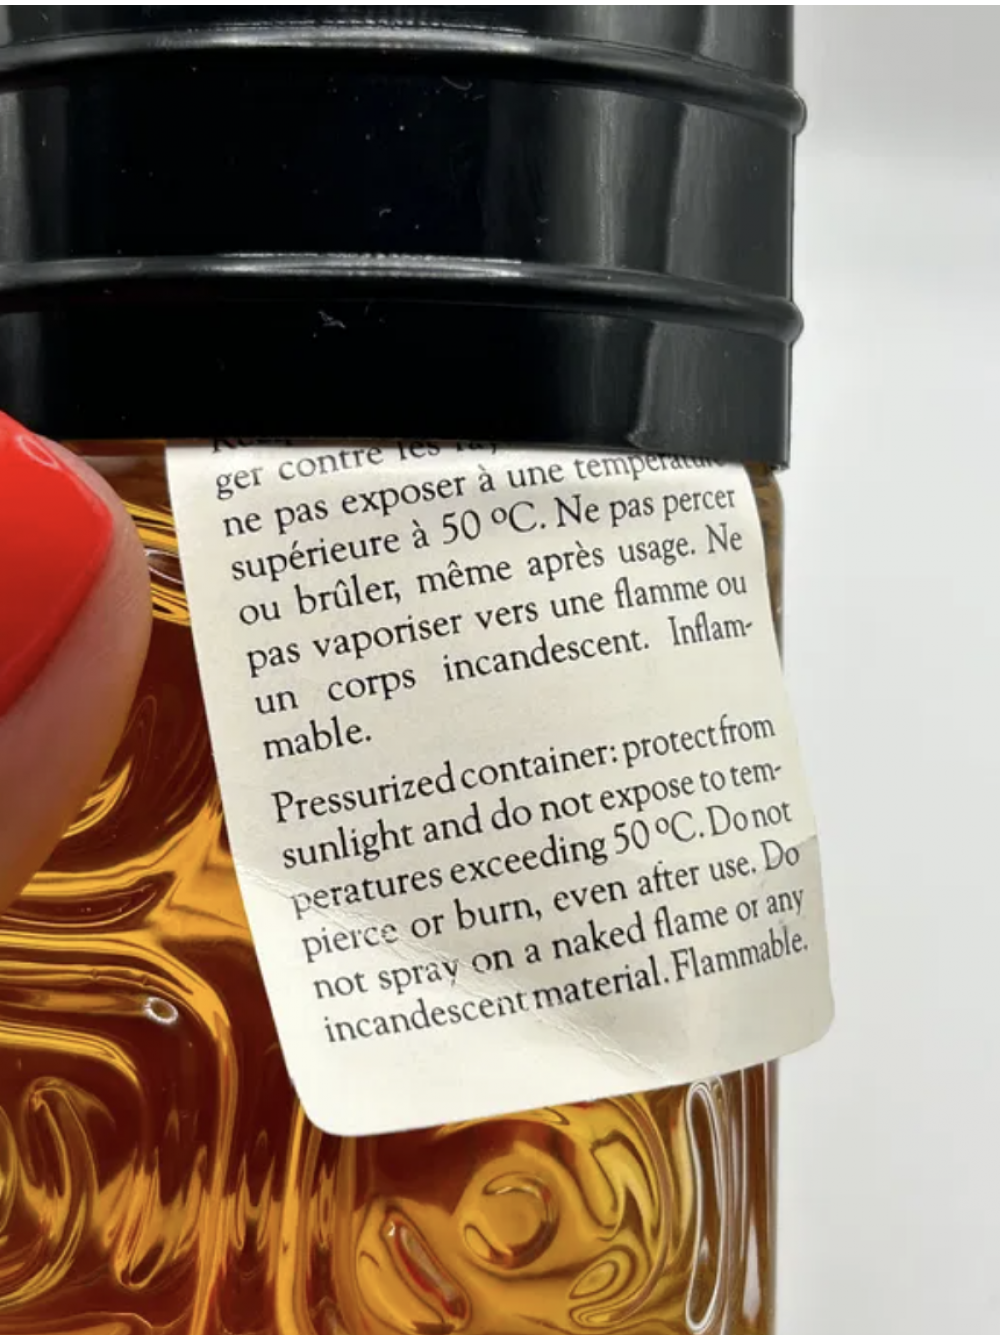 ger contre les
ne pas exposer à une température
supérieure à 50 °C. Ne pas percer
ou brûler, même après usage. Ne
pas vaporiser vers une flamme ou
un corps incandescent. Inflam-
mable.
Pressurized container: protect from
sunlight and do not expose to tem-
peratures exceeding 50 °C. Do not
pierce or burn, even after use. Do
not spray on a naked flame or any
incandescent material. Flammable.